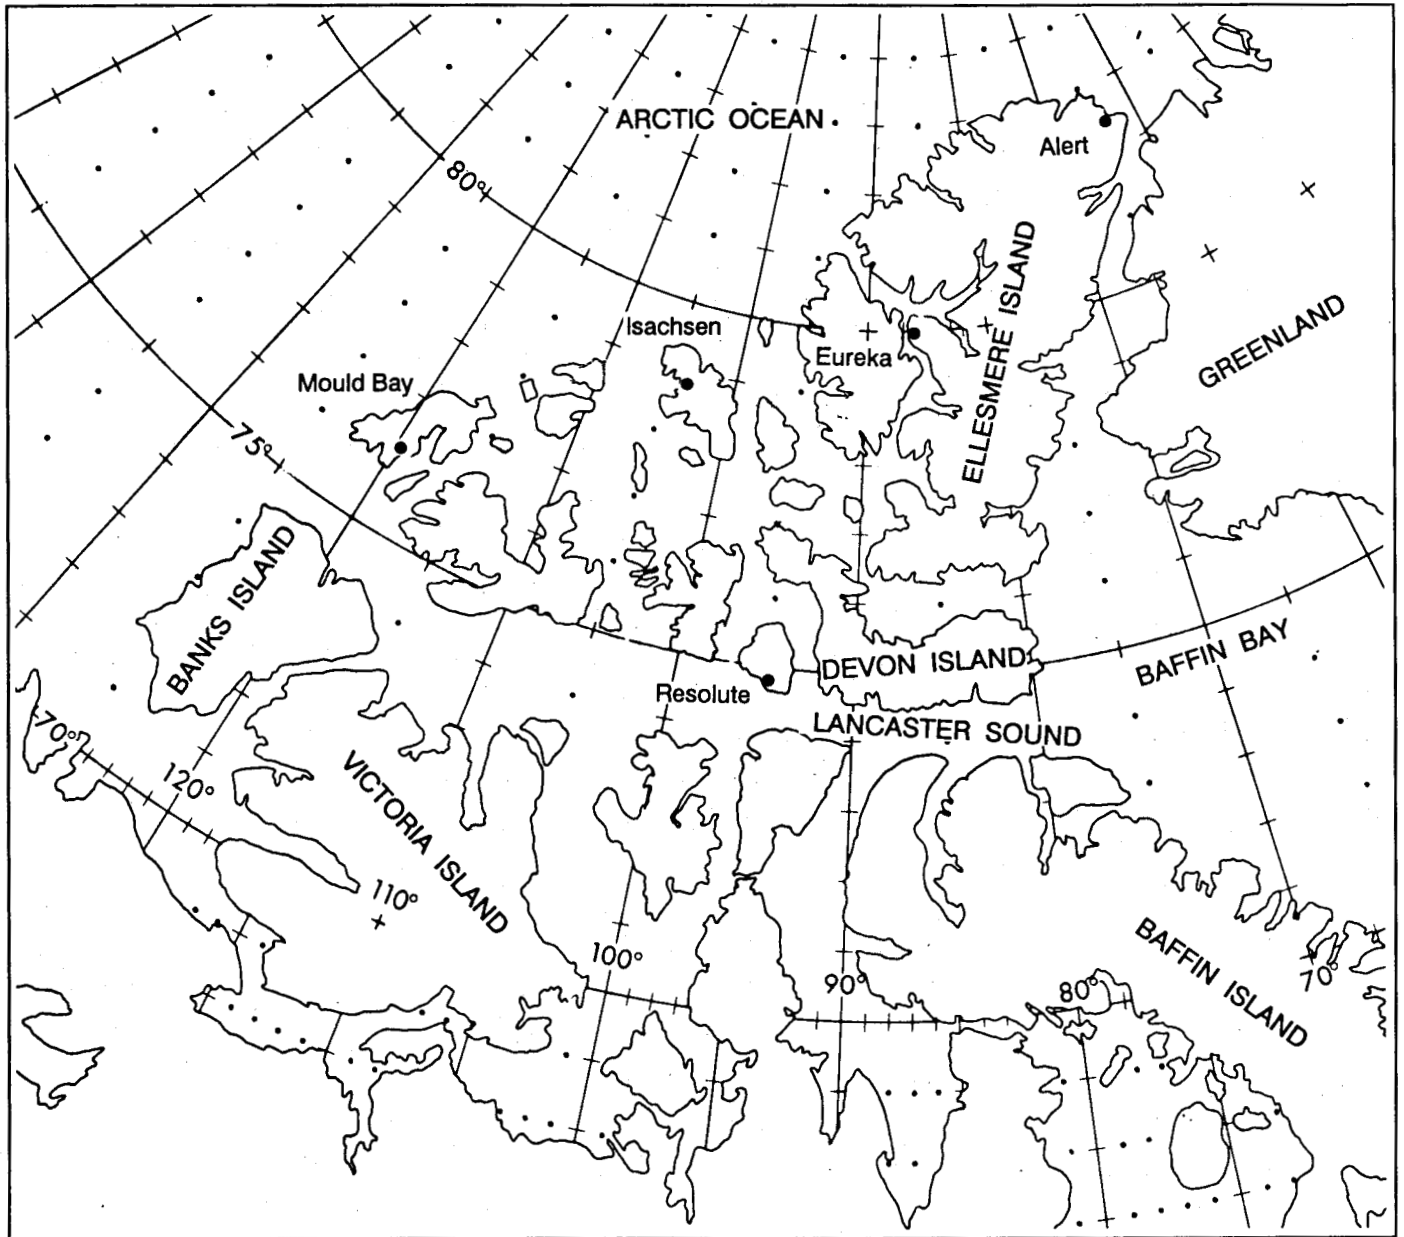 ARCTIC OCEAN
Alert
80°
ELLESMERE ISLAND
Isachsen
Eureka
GREENLAND
Mould Bay
75°
BANKS ISLAND
DEVON ISLAND
BAFFIN BAY
Resolute
LANCASTER SOUND
70°
120°
VICTORIA ISLAND
110°
100°
90°
80°
BAFFIN ISLAND
70°